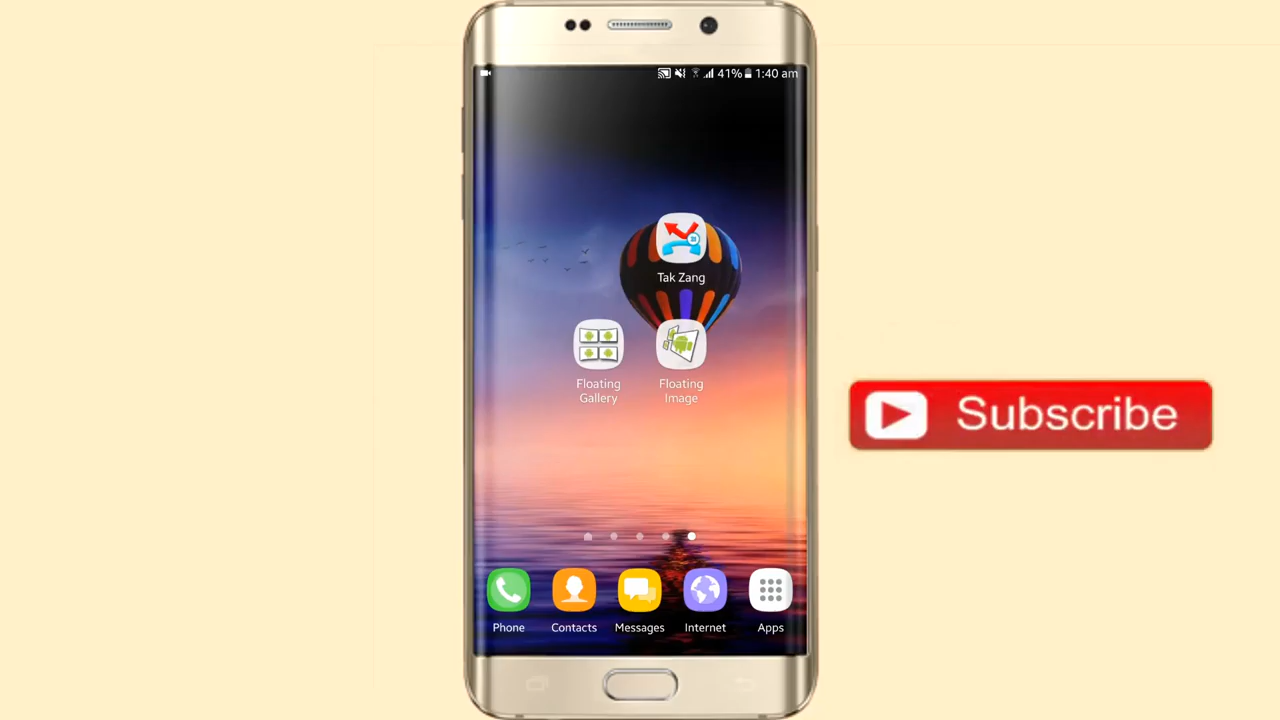 41% 1:40 am
Tak Zang
Floating Gallery
Floating Image
Subscribe
Phone
Contacts
Messages
Internet
Apps